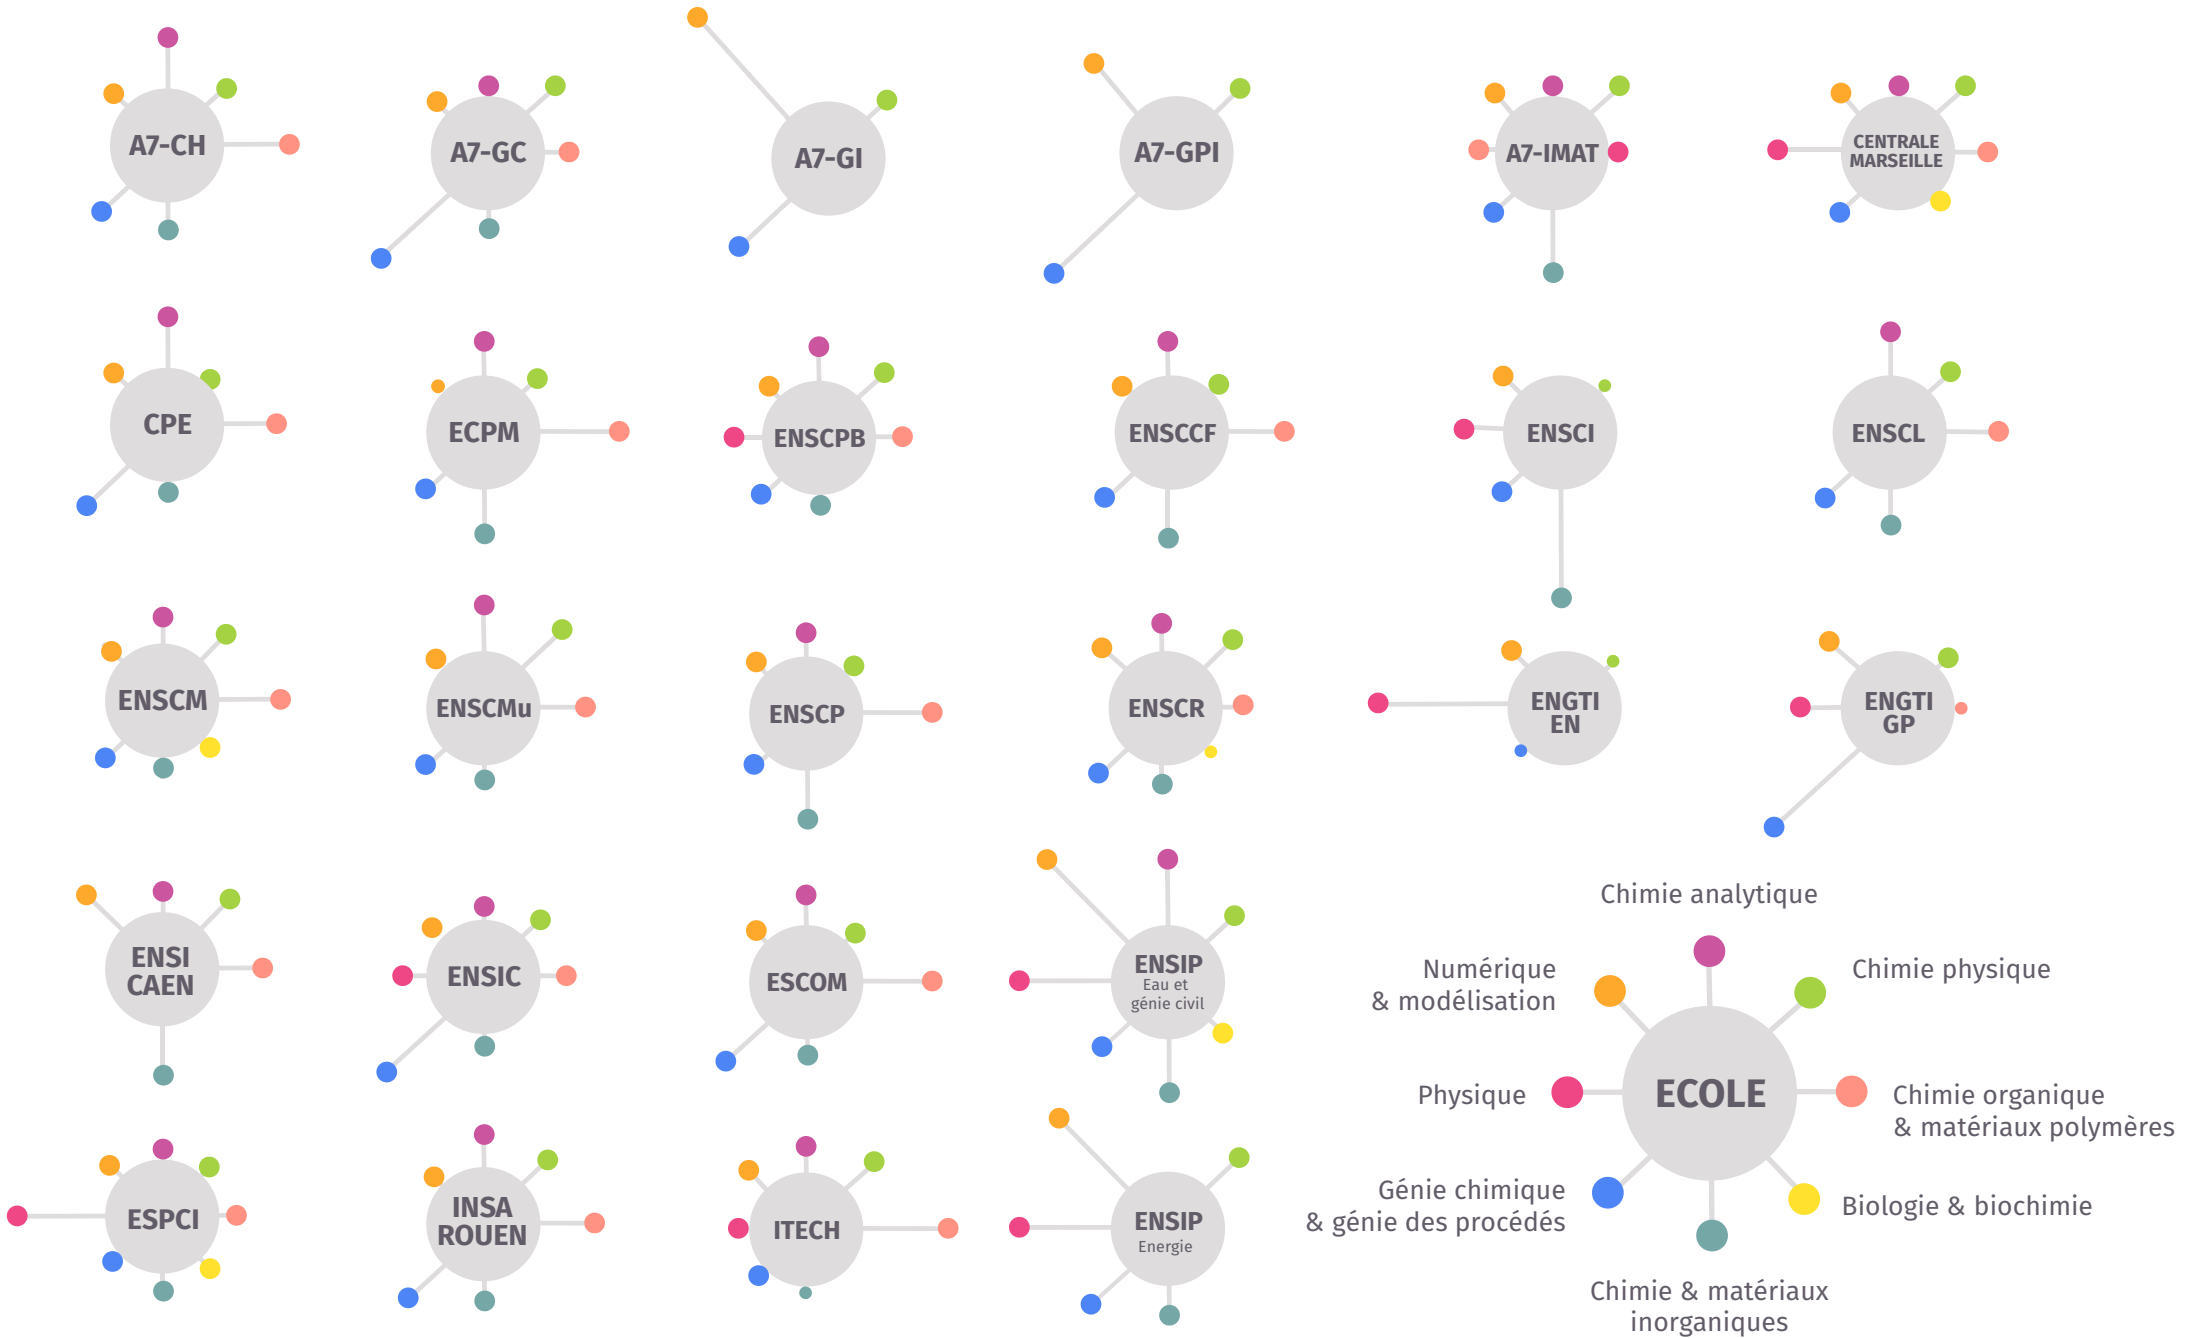 A7-CH
A7-GC
A7-GI
A7-GPI
A7-IMAT
CENTRALE
MARSEILLE
CPE
ECPM
ENSCPB
ENSCCF
ENSCI
ENSCL
ENSCM
ENSCMu
ENSCP
ENSCR
ENGTI
EN
ENGTI
GP
ENSI
CAEN
ENSIC
ESCOM
ENSIP
Eau et
génie civil
ESPCI
INSA
ROUEN
ITECH
ENSIP
Energie
Chimie analytique
Numérique
& modélisation
Chimie physique
Physique
ECOLE
Chimie organique
& matériaux polymères
Génie chimique
& génie des procédés
Biologie & biochimie
Chimie & matériaux
inorganiques